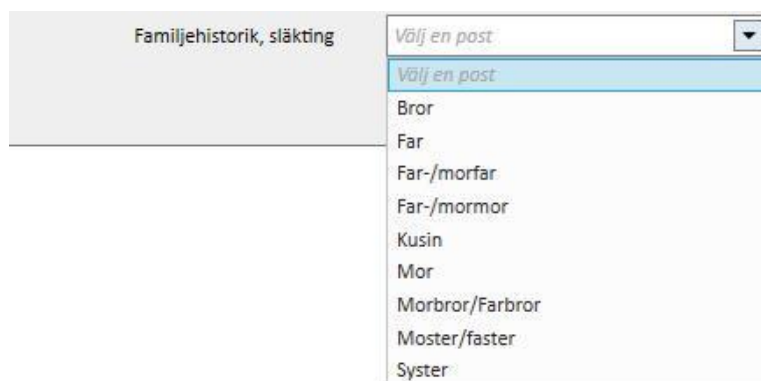 Familjehistorik, släkting
Välj en post
Välj en post
Bror
Far
Far-/morfar
Far-/mormor
Kusin
Mor
Morbror/Farbror
Moster/faster
Syster